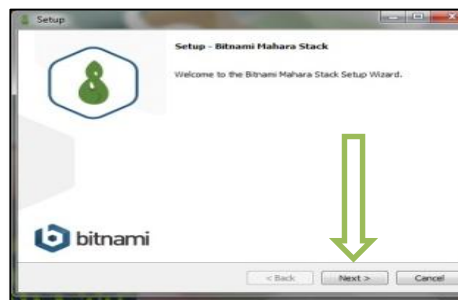 Setup
Setup - Bitnami Mahara Stack
Welcome to the Bitnami Mahara Stack Setup Wizard.
bitnami
< Back
Next >
Cancel